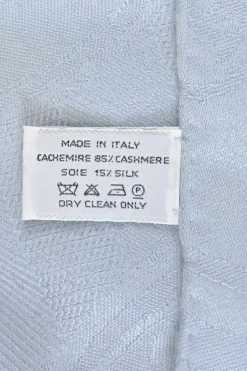 MADE IN ITALY
CACHEMIRE 85% CASHMERE
SOIE 15% SILK
P
DRY CLEAN ONLY